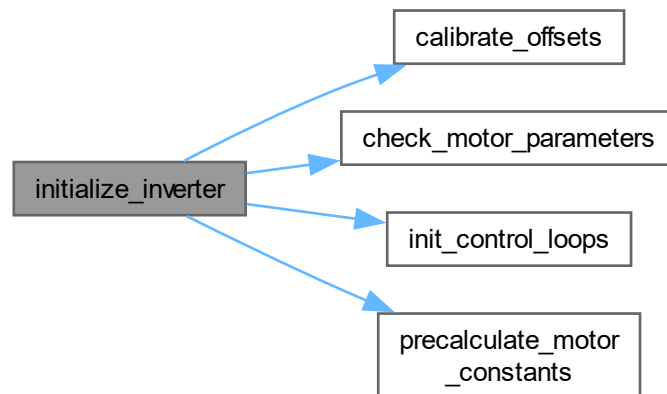 calibrate_offsets
check_motor_parameters
initialize_inverter
init_control_loops
precalculate_motor
_constants